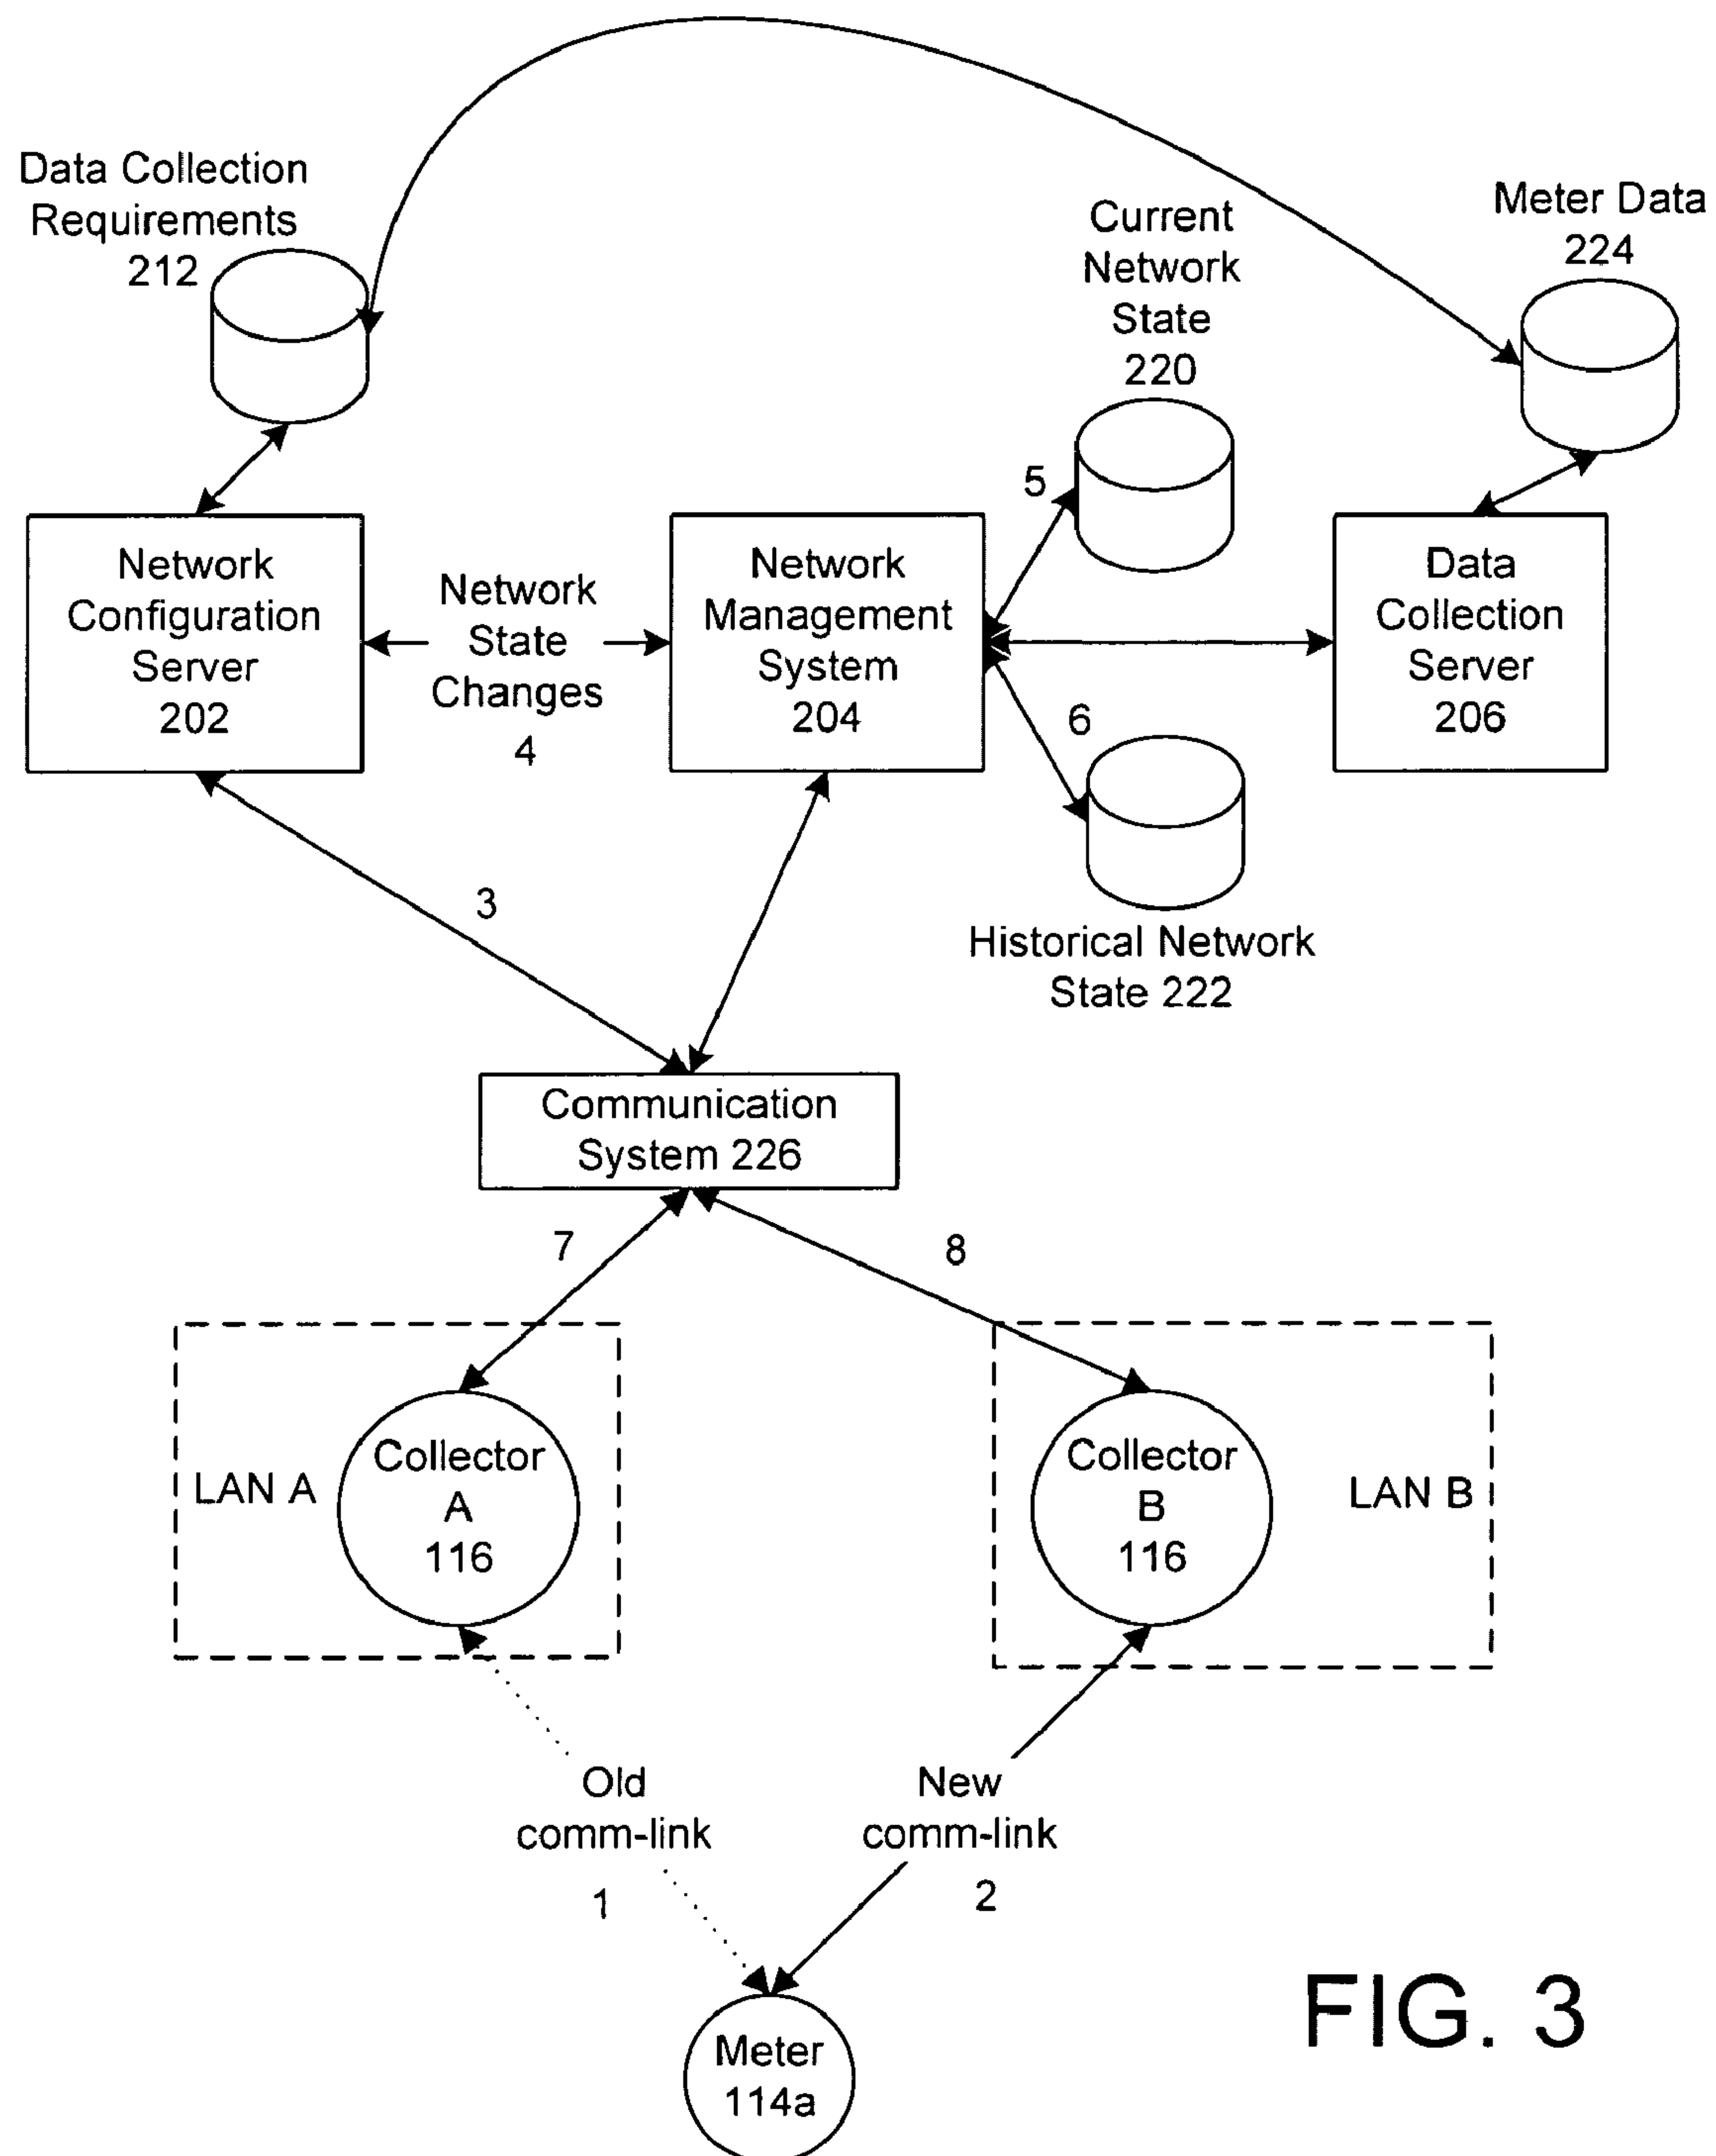 Data Collection
Requirements
212
Current
Network
State
220
Meter Data
224
5
Network
Configuration
Server
202
Network
State
Changes
4
Network
Management
System
204
Data
Collection
Server
206
6
Historical Network
State 222
3
Communication
System 226
7
8
LAN A
Collector
A
116
Collector
B
116
LAN B
Old
comm-link
1
New
comm-link
2
Meter
114a
FIG. 3